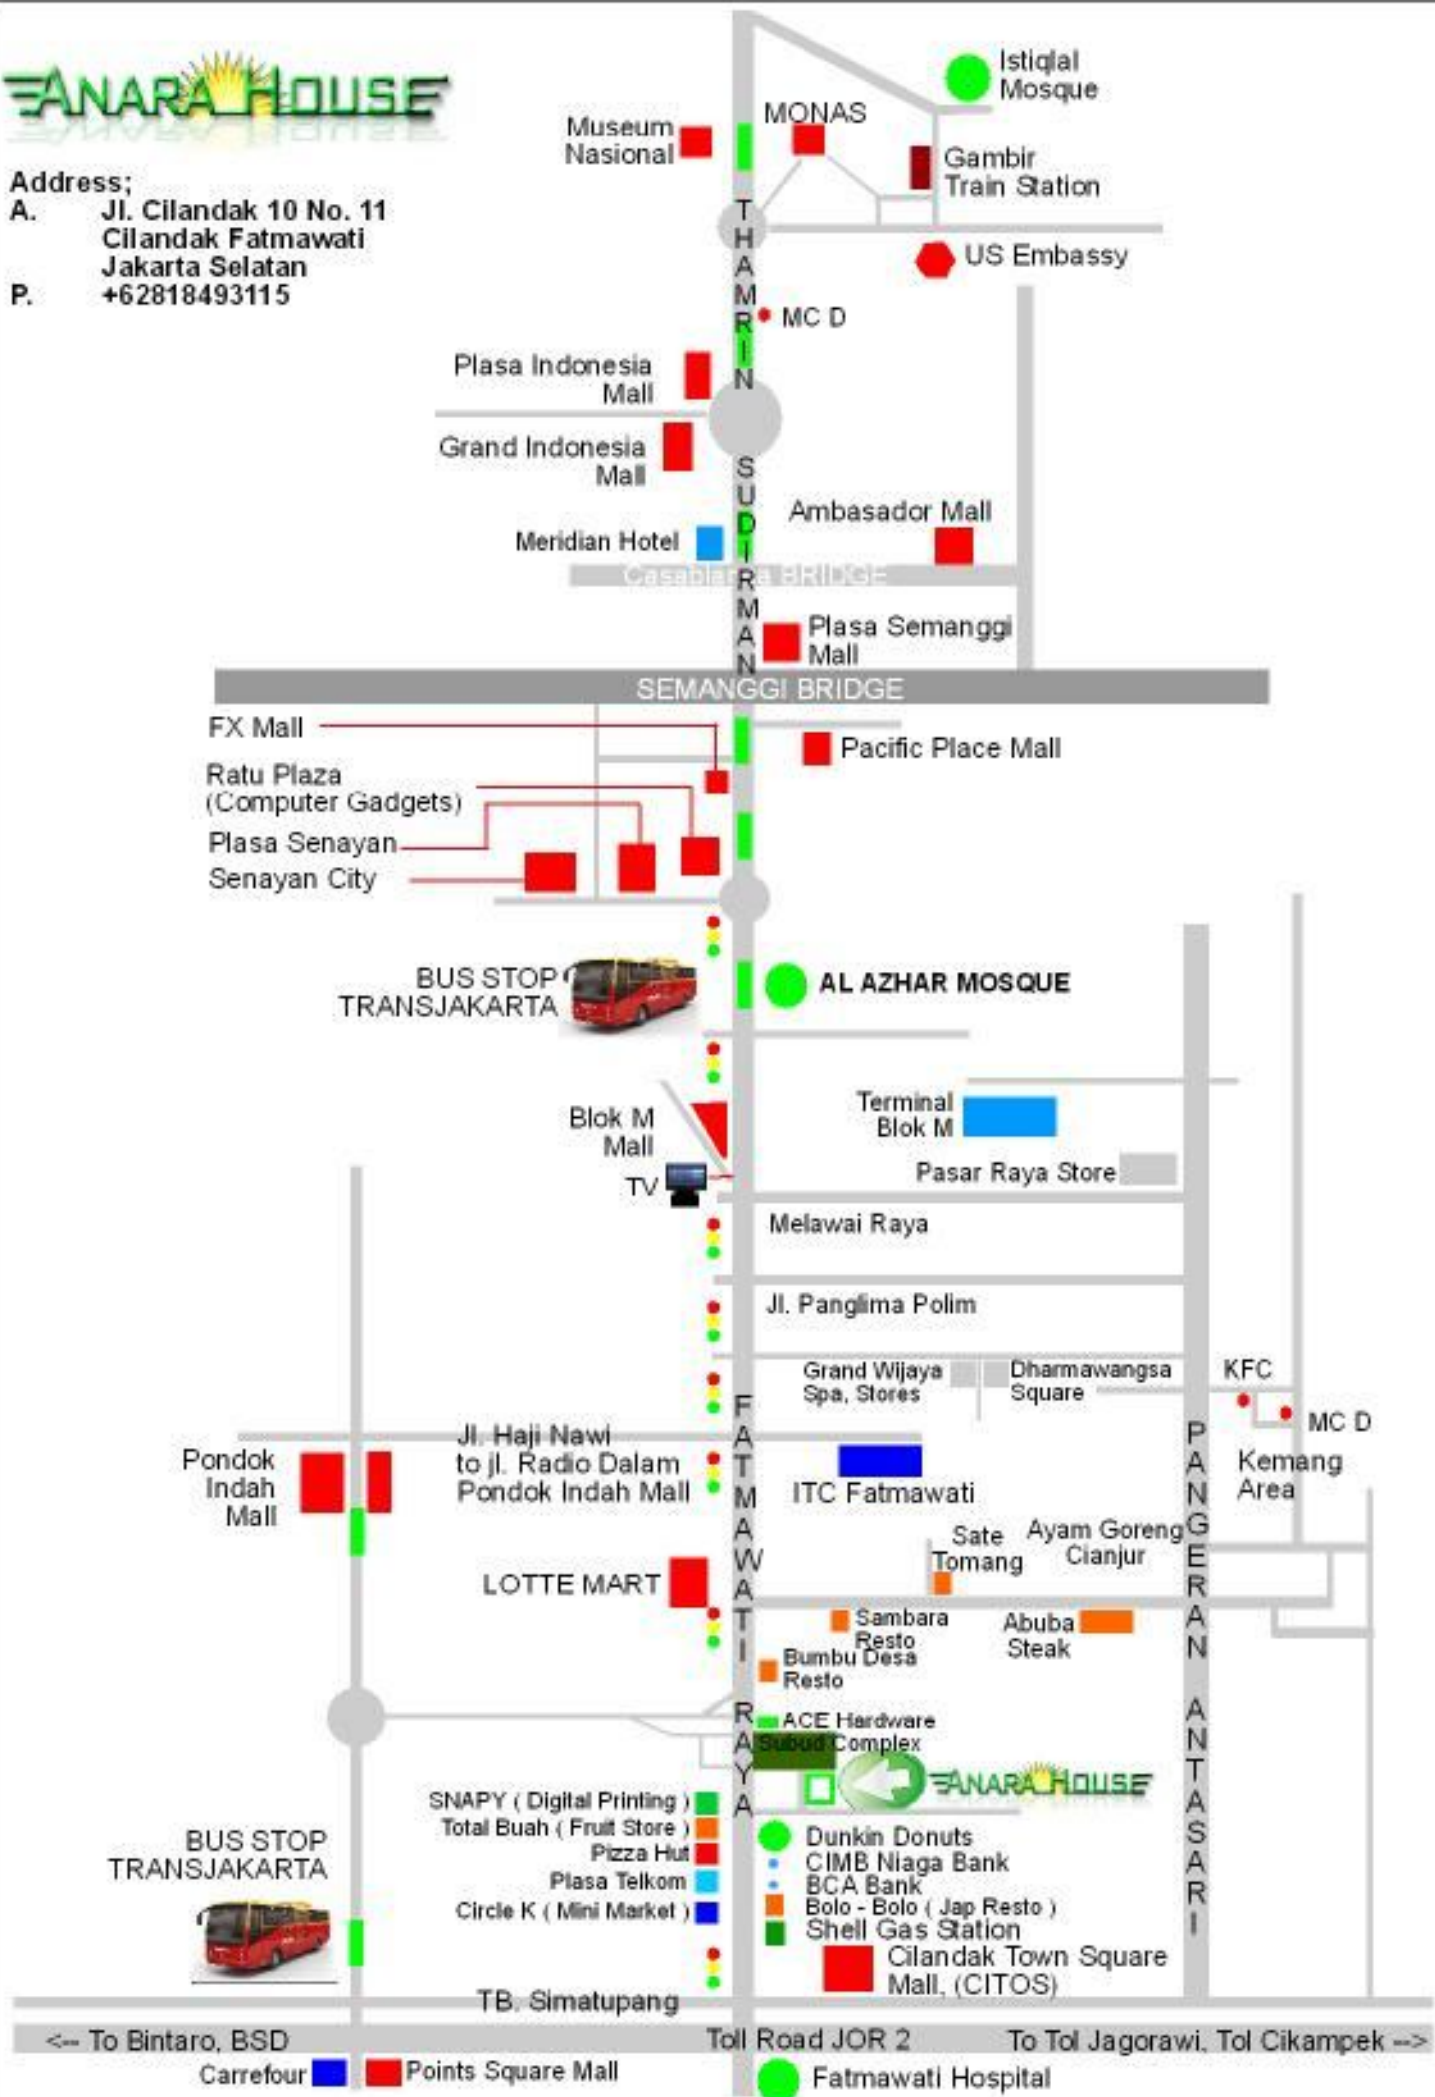 ANARA HOUSE
Address;
A. Jl. Cilandak 10 No. 11
Cilandak Fatmawati
Jakarta Selatan
P. +62818493115
Istiqlal
Mosque
MONAS
Museum
Nasional
Gambir
Train Station
US Embassy
THAMRIN
MC D
Plasa Indonesia
Mall
Grand Indonesia
Mall
SUDIRMAN
Ambasador Mall
Meridian Hotel
Casablanca BRIDGE
Plasa Semanggi
Mall
SEMANGGI BRIDGE
FX Mall
Pacific Place Mall
Ratu Plaza
(Computer Gadgets)
Plasa Senayan
Senayan City
BUS STOP
TRANSJAKARTA
AL AZHAR MOSQUE
Blok M
Mall
Terminal
Blok M
TV
Pasar Raya Store
Melawai Raya
Jl. Panglima Polim
Grand Wijaya
Spa, Stores
Dharmawangsa
Square
KFC
MC D
Kemang
Area
FATMAWATI RAYA
PANGERAN ANTASARI
Jl. Haji Nawi
to jl. Radio Dalam
Pondok Indah Mall
Pondok
Indah
Mall
ITC Fatmawati
Sate
Tomang
Ayam Goreng
Cianjur
LOTTE MART
Sambara
Resto
Abuba
Steak
Bumbu Desa
Resto
ACE Hardware
Subud Complex
ANARA HOUSE
SNAPY ( Digital Printing )
Total Buah ( Fruit Store )
Pizza Hut
Plasa Telkom
Circle K ( Mini Market )
Dunkin Donuts
CIMB Niaga Bank
BCA Bank
Bolo - Bolo ( Jap Resto )
Shell Gas Station
Cilandak Town Square
Mall, (CITOS)
BUS STOP
TRANSJAKARTA
TB. Simatupang
<-- To Bintaro, BSD
Toll Road JOR 2
To Tol Jagorawi, Tol Cikampek -->
Carrefour
Points Square Mall
Fatmawati Hospital